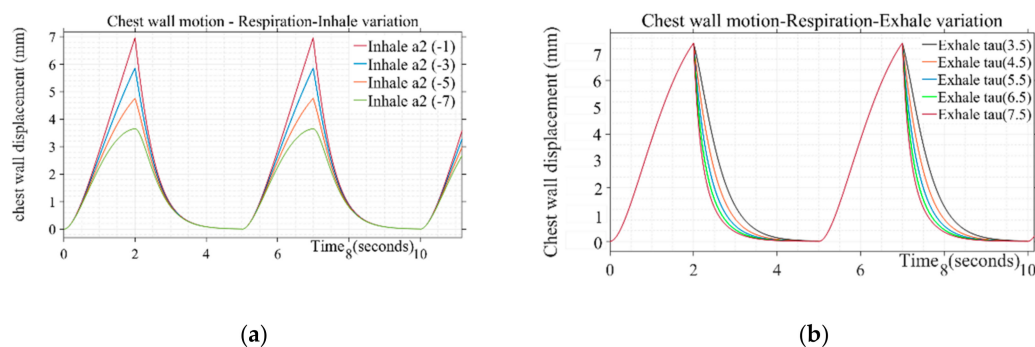 Chest wall motion - Respiration-Inhale variation
chest wall displacement (mm)
7
6
5
4
3
2
1
0
Inhale a2 (-1)
Inhale a2 (-3)
Inhale a2 (-5)
Inhale a2 (-7)
0 2 4 6 8 10
Time (seconds)
(a)
Chest wall motion-Respiration-Exhale variation
Chest wall displacement (mm)
7
6
5
4
3
2
1
0
Exhale tau(3.5)
Exhale tau(4.5)
Exhale tau(5.5)
Exhale tau(6.5)
Exhale tau(7.5)
0 2 4 6 8 10
Time (seconds)
(b)